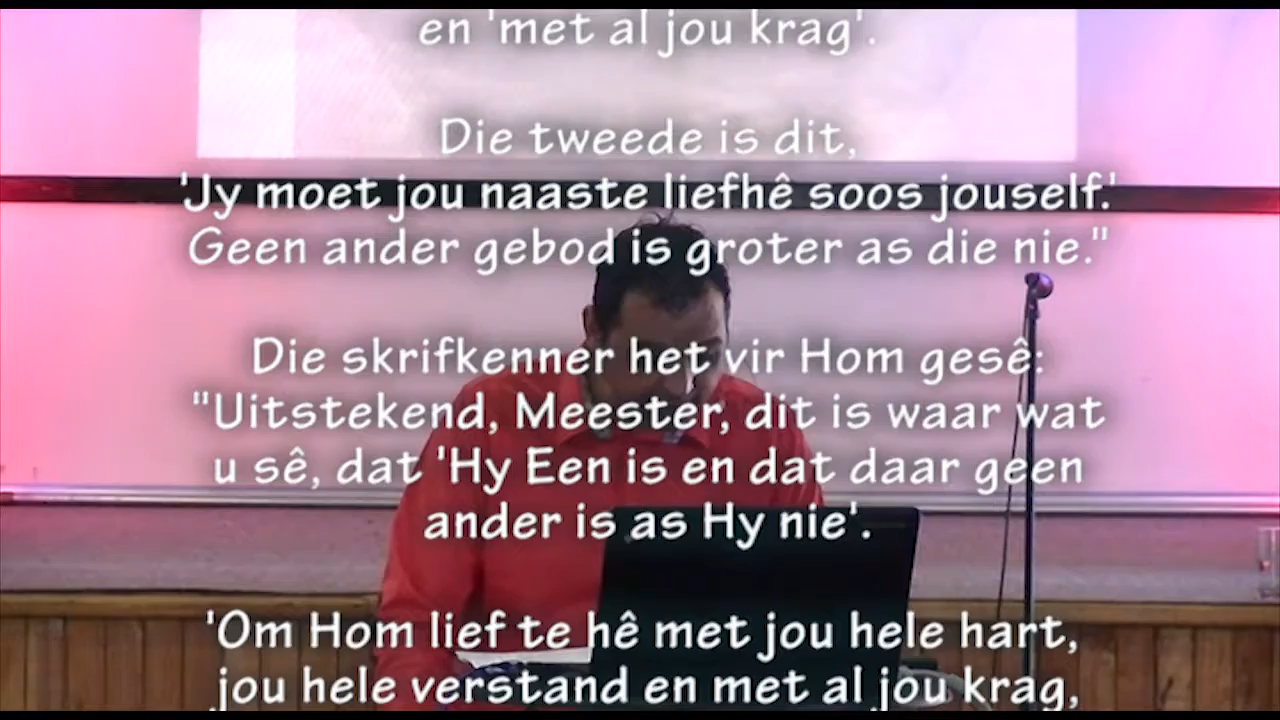 en 'met al jou krag'.
Die tweede is dit,
'Jy moet jou naaste liefhê soos jouself.'
Geen ander gebod is groter as die nie."
Die skrifkenner het vir Hom gesê:
"Uitstekend, Meester, dit is waar wat
u sê, dat 'Hy Een is en dat daar geen
ander is as Hy nie'.
'Om Hom lief te hê met jou hele hart,
jou hele verstand en met al jou krag,